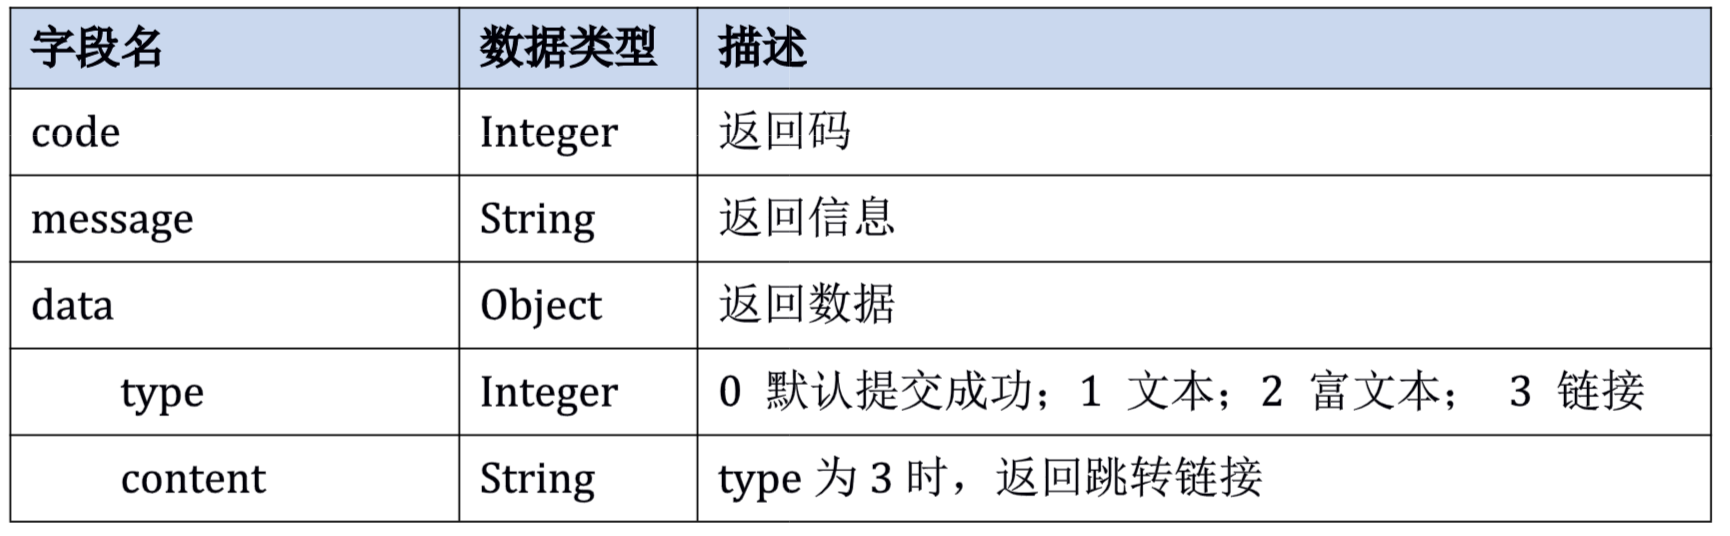 字段名 数据类型 描述
code Integer 返回码
message String 返回信息
data Object 返回数据
type Integer 0 默认提交成功；1 文本；2 富文本； 3 链接
content String type 为 3 时，返回跳转链接